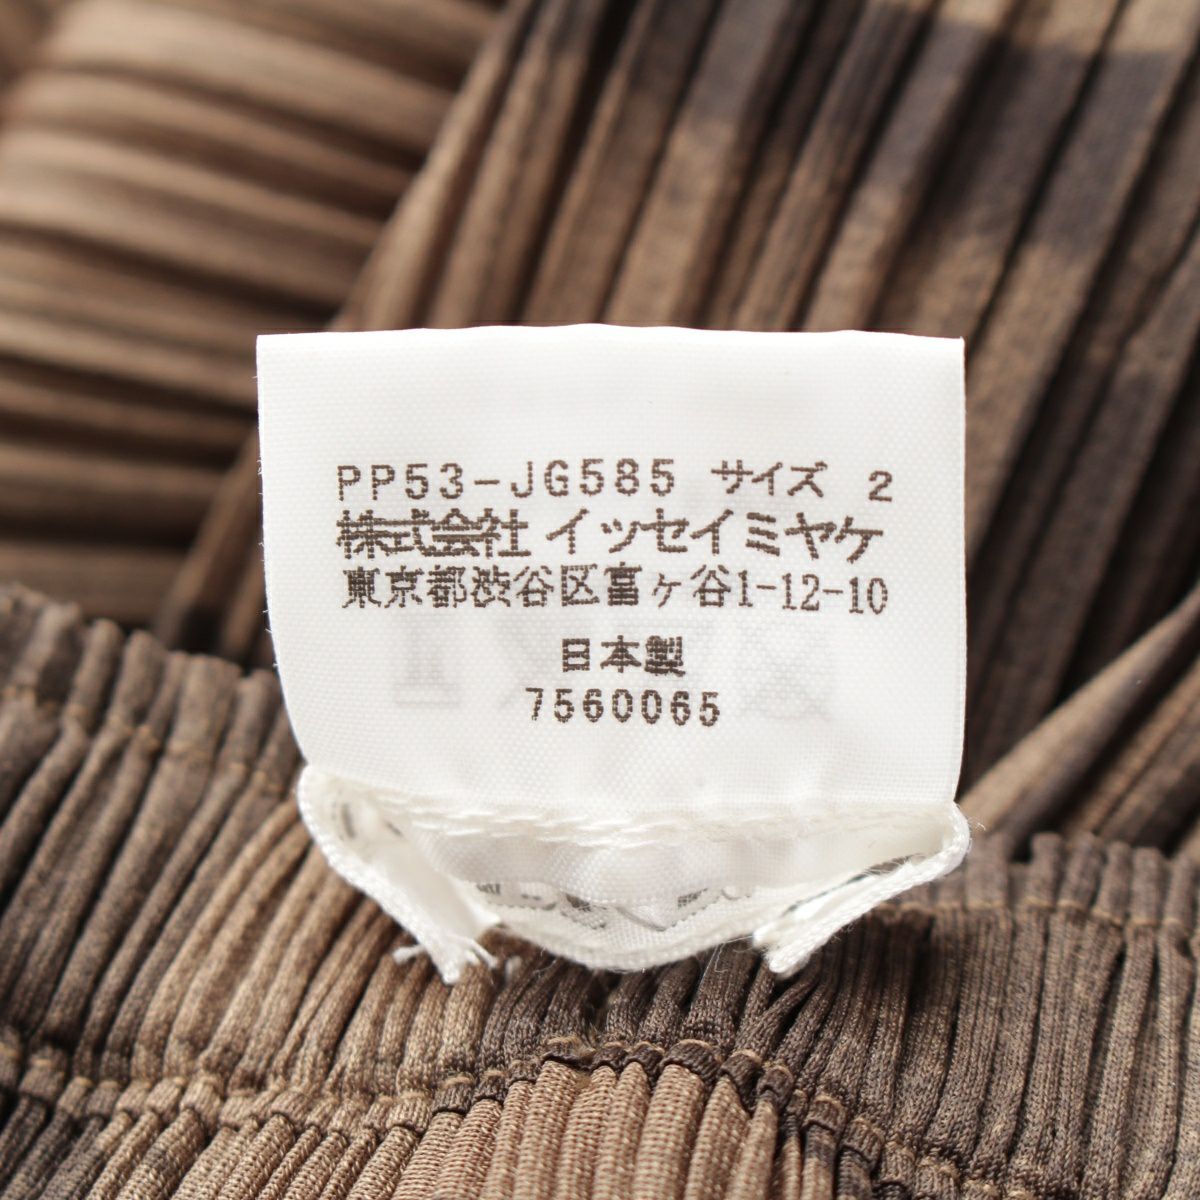 PP53-JG585 サイズ 2
株式会社 イッセイミヤケ
東京都渋谷区富ヶ谷1-12-10
日本製
7560065